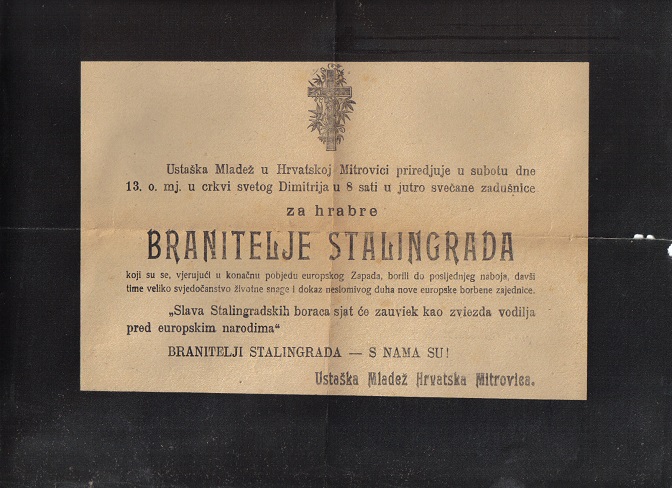 Ustaška Mladež u Hrvatskoj Mitrovici priredjuje u subotu dne
13. o. mj. u crkvi svetog Dimitrija u 8 sati u jutro svečane zadušnice
za hrabre
BRANITELJE STALINGRADA
koji su se, vjerujući u konačnu pobjedu europskog Zapada, borili do posljednjeg naboja, davši
time veliko svjedočanstvo životne snage i dokaz neslomivog duha nove europske borbene zajednice.
„Slava Stalingradskih boraca sjat će zauviek kao zviezda vodilja
pred europskim narodima“
BRANITELJI STALINGRADA — S NAMA SU!
Ustaška Mladež Hrvatska Mitrovica.